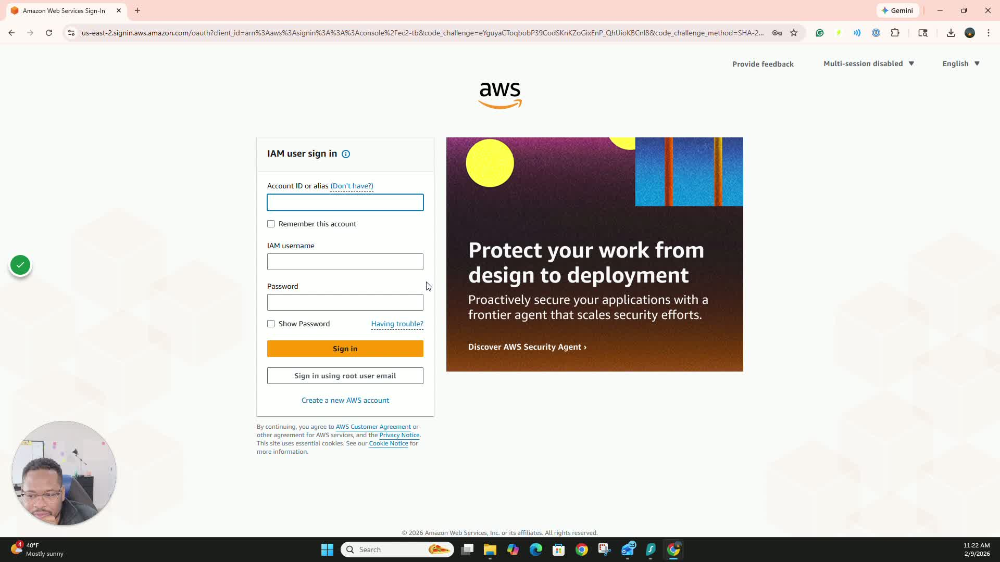 Amazon Web Services Sign-In
Gemini
us-east-2.signin.aws.amazon.com/oauth?client_id=arn%3Aaws%3Asignin%3A%3A%3Aconsole%2Fec2-tb&code_challenge=eYguyaCToqbobP39CodSKnKZoGixEnP_QhUioKBCnI8&code_challenge_method=SHA-2...
Provide feedback
Multi-session disabled
English
aws
IAM user sign in
Account ID or alias (Don't have?)
Remember this account
IAM username
Password
Show Password
Having trouble?
Sign in
Sign in using root user email
Create a new AWS account
By continuing, you agree to AWS Customer Agreement or
other agreement for AWS services, and the Privacy Notice.
This site uses essential cookies. See our Cookie Notice for
more information.
Protect your work from
design to deployment
Proactively secure your applications with a
frontier agent that scales security efforts.
Discover AWS Security Agent ›
© 2026 Amazon Web Services, Inc. or its affiliates. All rights reserved.
4
40°F
Mostly sunny
Search
11:22 AM
2/9/2026